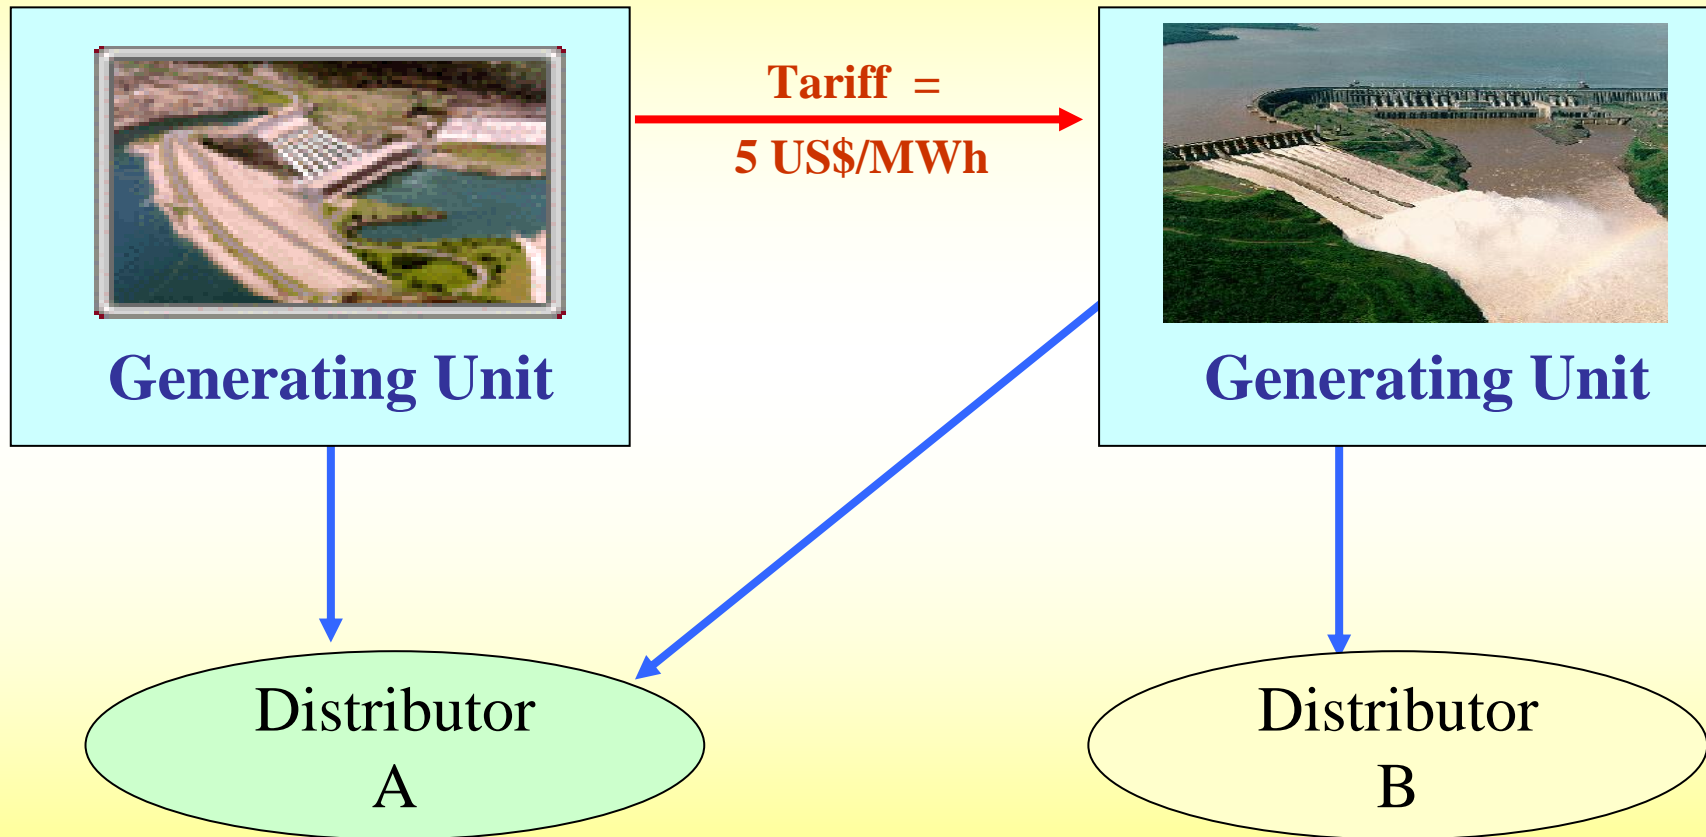 Tariff =
5 US$/MWh
Generating Unit
Generating Unit
Distributor
A
Distributor
B